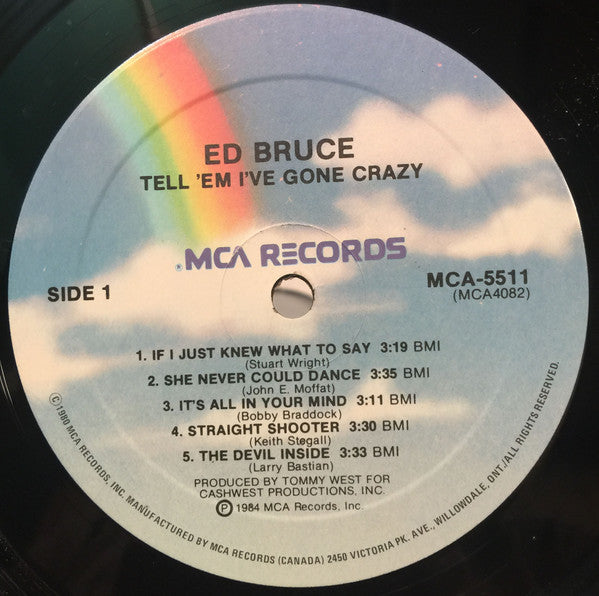 ED BRUCE
TELL 'EM I'VE GONE CRAZY
®MCA RECORDS
SIDE 1
MCA-5511
(MCA4082)
1. IF I JUST KNEW WHAT TO SAY 3:19 BMI
(Stuart Wright)
2. SHE NEVER COULD DANCE 3:35 BMI
(John E. Moffat)
3. IT'S ALL IN YOUR MIND 3:11 BMI
(Bobby Braddock)
4. STRAIGHT SHOOTER 3:30 BMI
(Keith Stegall)
5. THE DEVIL INSIDE 3:33 BMI
(Larry Bastian)
PRODUCED BY TOMMY WEST FOR
CASHWEST PRODUCTIONS, INC.
Ⓟ 1984 MCA Records, Inc.
©1980 MCA RECORDS, INC. MANUFACTURED BY MCA RECORDS (CANADA) 2450 VICTORIA PK. AVE., WILLOWDALE, ONT./ALL RIGHTS RESERVED.